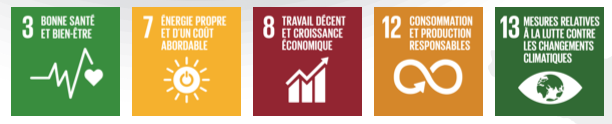 3 BONNE SANTÉ
ET BIEN-ÊTRE
7 ÉNERGIE PROPRE
ET D'UN COÛT
ABORDABLE
8 TRAVAIL DÉCENT
ET CROISSANCE
ÉCONOMIQUE
12 CONSOMMATION
ET PRODUCTION
RESPONSABLES
13 MESURES RELATIVES
À LA LUTTE CONTRE
LES CHANGEMENTS
CLIMATIQUES